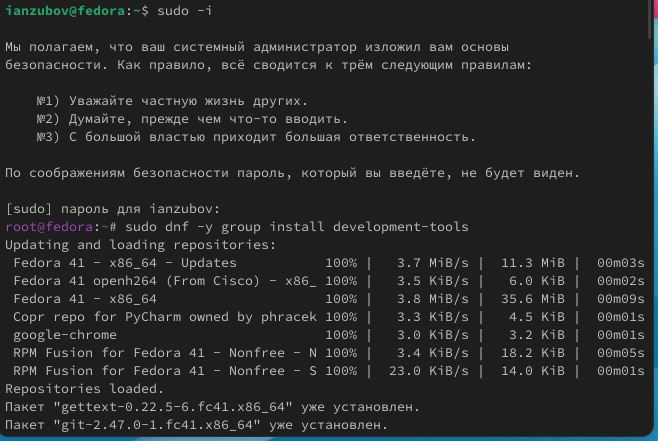 ianzubov@fedora:~$ sudo -i
Мы полагаем, что ваш системный администратор изложил вам основы
безопасности. Как правило, всё сводится к трём следующим правилам:
№1) Уважайте частную жизнь других.
№2) Думайте, прежде чем что-то вводить.
№3) С большой властью приходит большая ответственность.
По соображениям безопасности пароль, который вы введёте, не будет виден.
[sudo] пароль для ianzubov:
root@fedora:~# sudo dnf -y group install development-tools
Updating and loading repositories:
Fedora 41 - x86_64 - Updates 100% | 3.7 MiB/s | 11.3 MiB | 00m03s
Fedora 41 openh264 (From Cisco) - x86_ 100% | 3.5 KiB/s | 6.0 KiB | 00m02s
Fedora 41 - x86_64 100% | 3.8 MiB/s | 35.6 MiB | 00m09s
Copr repo for PyCharm owned by phracek 100% | 3.3 KiB/s | 4.5 KiB | 00m01s
google-chrome 100% | 3.0 KiB/s | 3.2 KiB | 00m01s
RPM Fusion for Fedora 41 - Nonfree - N 100% | 3.4 KiB/s | 18.2 KiB | 00m05s
RPM Fusion for Fedora 41 - Nonfree - S 100% | 23.0 KiB/s | 14.0 KiB | 00m01s
Repositories loaded.
Пакет "gettext-0.22.5-6.fc41.x86_64" уже установлен.
Пакет "git-2.47.0-1.fc41.x86_64" уже установлен.